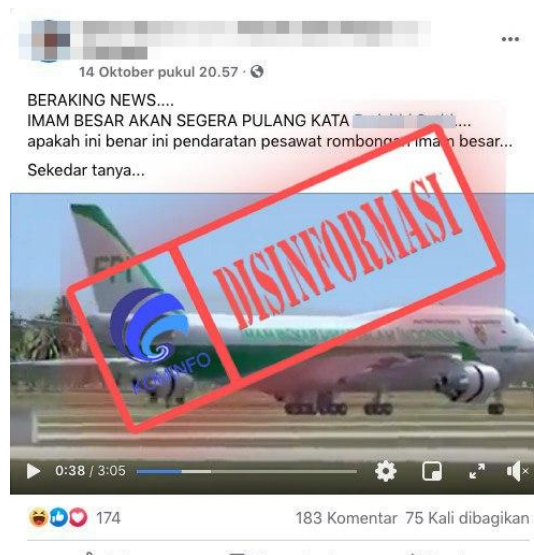 14 Oktober pukul 20.57
BERAKING NEWS....
IMAM BESAR AKAN SEGERA PULANG KATA ....
apakah ini benar ini pendaratan pesawat rombongan imam besar...
Sekedar tanya...
FPI
DISINFORMASI
KOMINFO
0:38 / 3:05
174
183 Komentar 75 Kali dibagikan